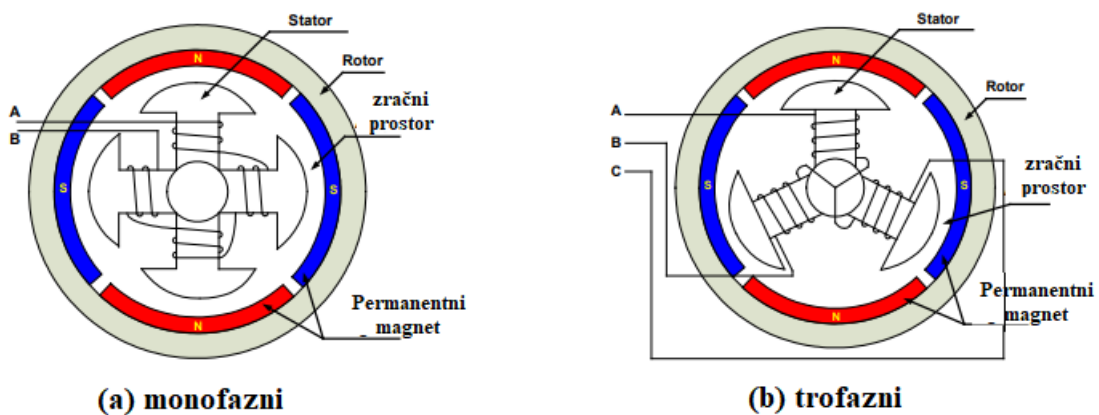 Stator
Rotor
N
A
zračni
prostor
B
S
S
Permanentni
magnet
N
(a) monofazni
Stator
Rotor
N
A
B
zračni
prostor
C
S
S
Permanentni
magnet
N
(b) trofazni